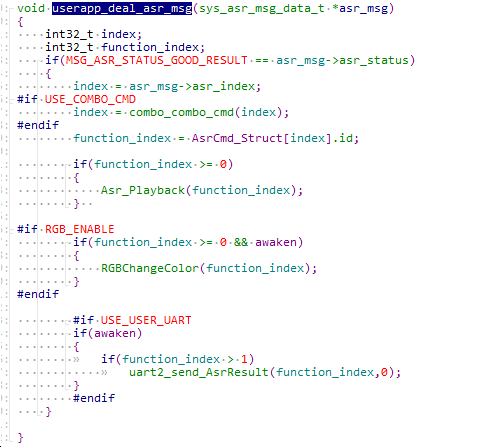 void userapp_deal_asr_msg(sys_asr_msg_data_t *asr_msg)
{
    int32_t index;
    int32_t function_index;
    if(MSG_ASR_STATUS_GOOD_RESULT == asr_msg->asr_status)
    {
        index = asr_msg->asr_index;
#if USE_COMBO_CMD
        index = combo_combo_cmd(index);
#endif
        function_index = AsrCmd_Struct[index].id;

        if(function_index >= 0)
        {
            Asr_Playback(function_index);
        }

#if RGB_ENABLE
        if(function_index >= 0 && awaken)
        {
            RGBChangeColor(function_index);
        }
#endif

        #if USE_USER_UART
        if(awaken)
        {
            if(function_index > 1)
                uart2_send_AsrResult(function_index,0);
        }
        #endif
    }

}